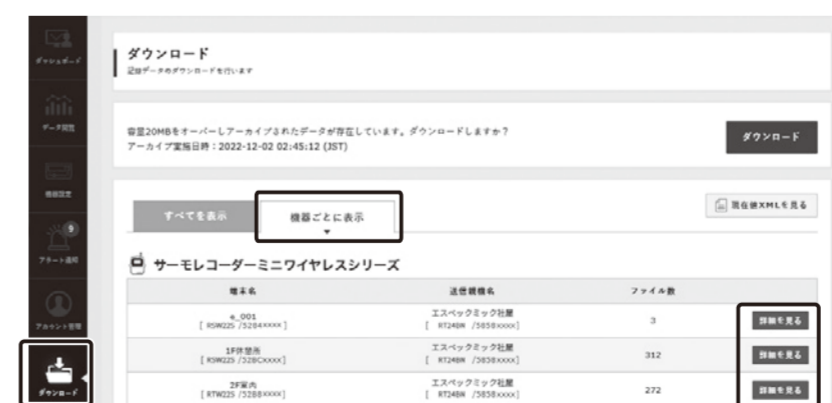 ダッシュボード
データ閲覧
機器設定
9
アラート通知
アカウント管理
ダウンロード
ダウンロード
記録データのダウンロードを行います
容量20MBをオーバーしアーカイブされたデータが存在しています。ダウンロードしますか?
アーカイブ実施日時:2022-12-02 02:45:12 (JST)
ダウンロード
すべてを表示
機器ごとに表示
現在値XMLを見る
サーモレコーダーミニワイヤレスシリーズ
端末名 送信親機名 ファイル数
e_001 エスペックミック社屋
[ RSW22S /5284xxxx ] [ RT24BW /5858xxxx] 3 詳細を見る
1F休憩所 エスペックミック社屋
[ RSW22S /528Cxxxx] [ RT24BW /5858xxxx] 312 詳細を見る
2F室内 エスペックミック社屋
[ RTW22S /5288xxxx] [ RT24BW /5858xxxx] 272 詳細を見る